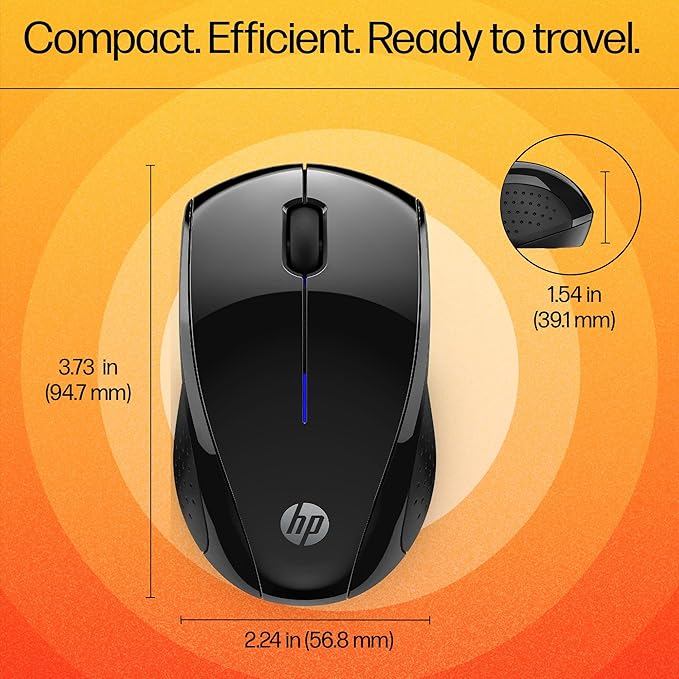 Compact. Efficient. Ready to travel.
1.54 in
(39.1 mm)
3.73 in
(94.7 mm)
hp
2.24 in (56.8 mm)